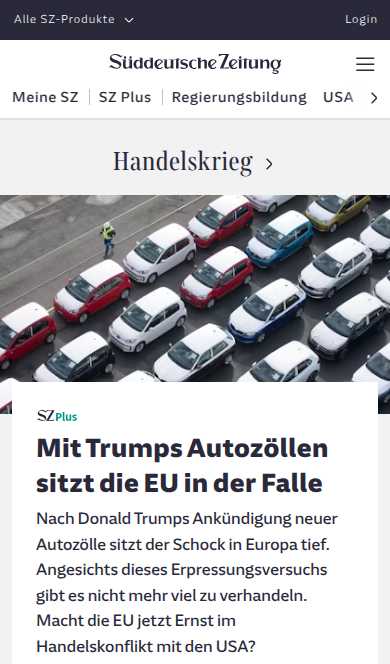 Alle SZ-Produkte
Login
Süddeutsche Zeitung
Meine SZ
SZ Plus
Regierungsbildung
USA
Handelskrieg
SZ Plus
Mit Trumps Autozöllen
sitzt die EU in der Falle
Nach Donald Trumps Ankündigung neuer
Autozölle sitzt der Schock in Europa tief.
Angesichts dieses Erpressungsversuchs
gibt es nicht mehr viel zu verhandeln.
Macht die EU jetzt Ernst im
Handelskonflikt mit den USA?